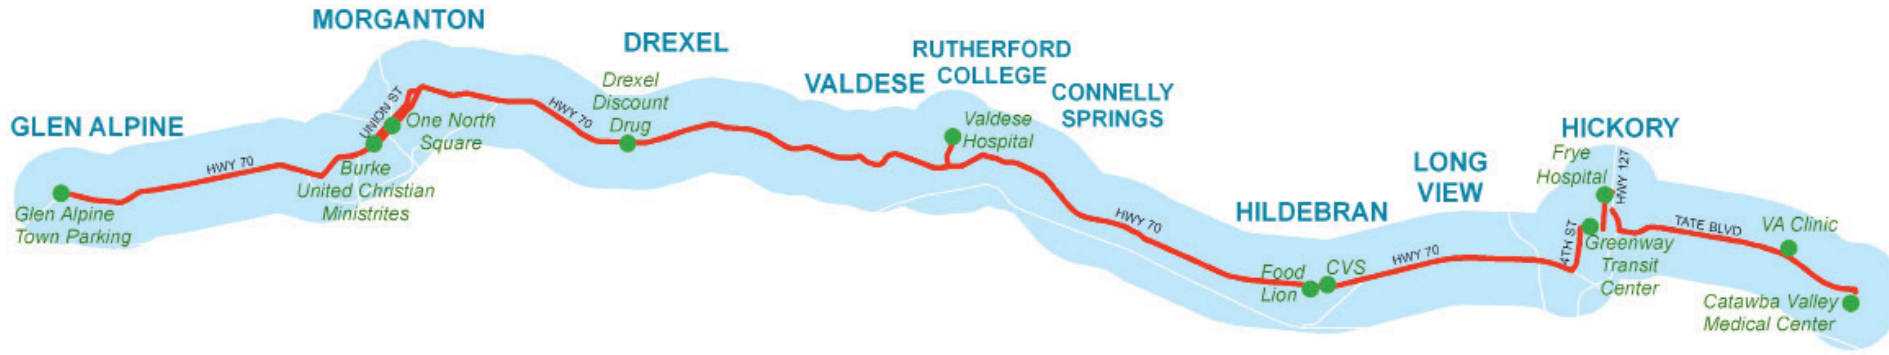 MORGANTON
DREXEL
RUTHERFORD
COLLEGE
VALDESE
CONNELLY
SPRINGS
GLEN ALPINE
HICKORY
LONG
VIEW
HILDEBRAN
Glen Alpine
Town Parking
HWY 70
UNION ST
One North
Square
Burke
United Christian
Ministrites
HWY 70
Drexel
Discount
Drug
Valdese
Hospital
HWY 70
Food
Lion
CVS
HWY 70
4TH ST
Frye
Hospital
HWY 127
Greenway
Transit
Center
TATE BLVD
VA Clinic
Catawba Valley
Medical Center